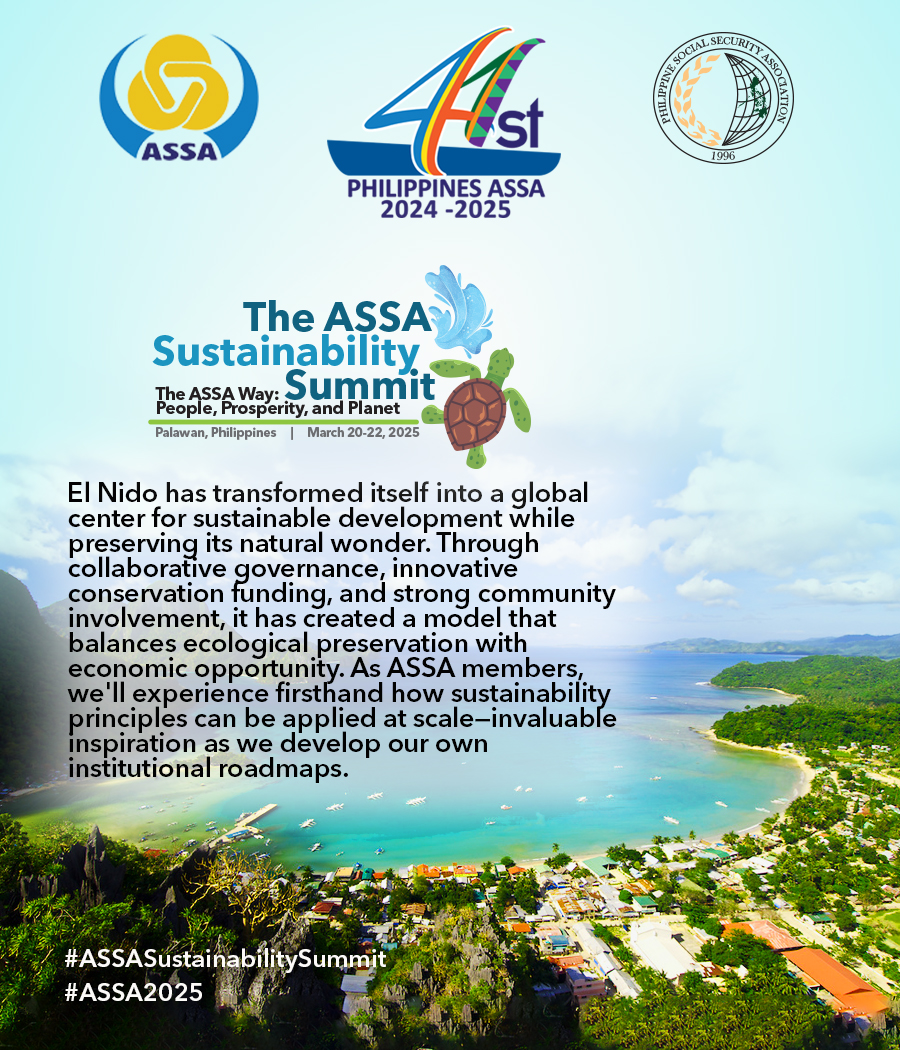 ASSA
41st
PHILIPPINES ASSA
2024 -2025
PHILIPPINE SOCIAL SECURITY ASSOCIATION
1996
The ASSA
Sustainability
Summit
The ASSA Way:
People, Prosperity, and Planet
Palawan, Philippines | March 20-22, 2025
El Nido has transformed itself into a global
center for sustainable development while
preserving its natural wonder. Through
collaborative governance, innovative
conservation funding, and strong community
involvement, it has created a model that
balances ecological preservation with
economic opportunity. As ASSA members,
we'll experience firsthand how sustainability
principles can be applied at scale—invaluable
inspiration as we develop our own
institutional roadmaps.
#ASSASustainabilitySummit
#ASSA2025